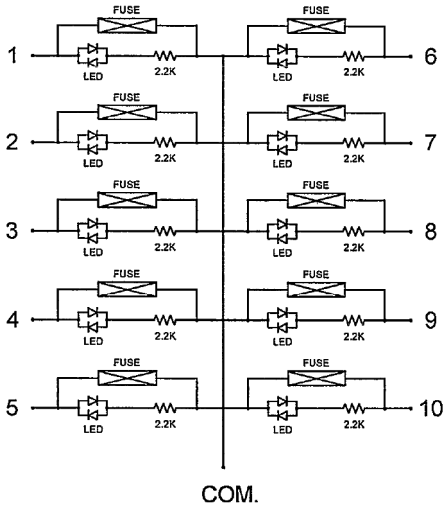 FUSE FUSE
1 LED 2.2K LED 2.2K 6
FUSE FUSE
2 LED 2.2K LED 2.2K 7
FUSE FUSE
3 LED 2.2K LED 2.2K 8
FUSE FUSE
4 LED 2.2K LED 2.2K 9
FUSE FUSE
5 LED 2.2K LED 2.2K 10
COM.